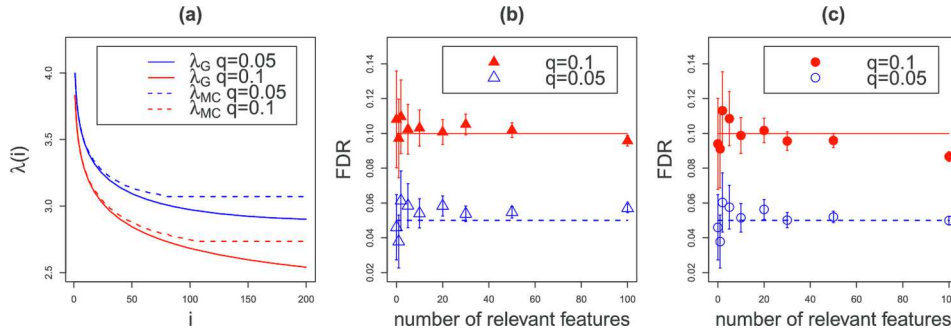 (a)
λG q=0.05
λG q=0.1
λMC q=0.05
λMC q=0.1
λ(i)
4.0
3.5
3.0
2.5
0 50 100 150 200
i
(b)
q=0.1
q=0.05
FDR
0.14
0.12
0.10
0.08
0.06
0.04
0.02
0 20 40 60 80 100
number of relevant features
(c)
q=0.1
q=0.05
FDR
0.14
0.12
0.10
0.08
0.06
0.04
0.02
0 20 40 60 80 100
number of relevant features